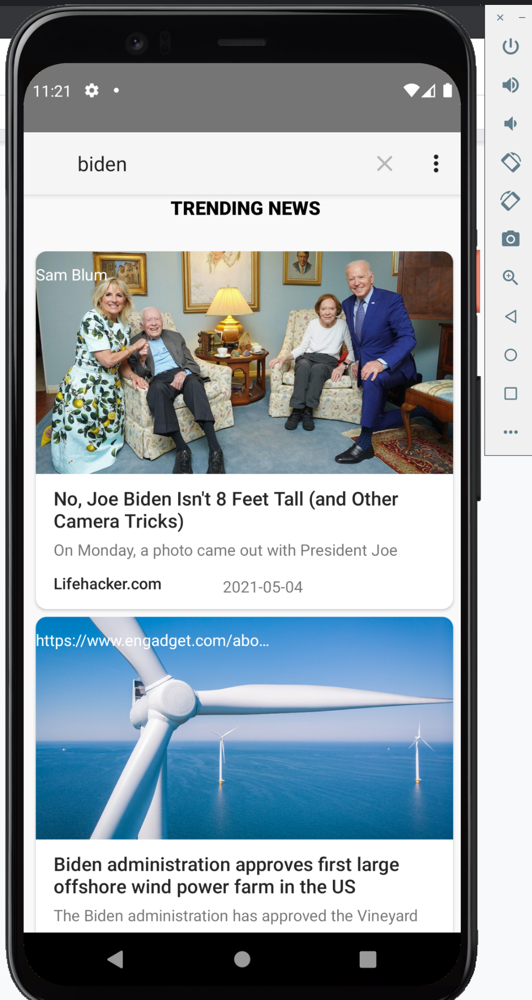 11:21
biden
TRENDING NEWS
Sam Blum
No, Joe Biden Isn't 8 Feet Tall (and Other
Camera Tricks)
On Monday, a photo came out with President Joe
Lifehacker.com 2021-05-04
https://www.engadget.com/abo...
Biden administration approves first large
offshore wind power farm in the US
The Biden administration has approved the Vineyard